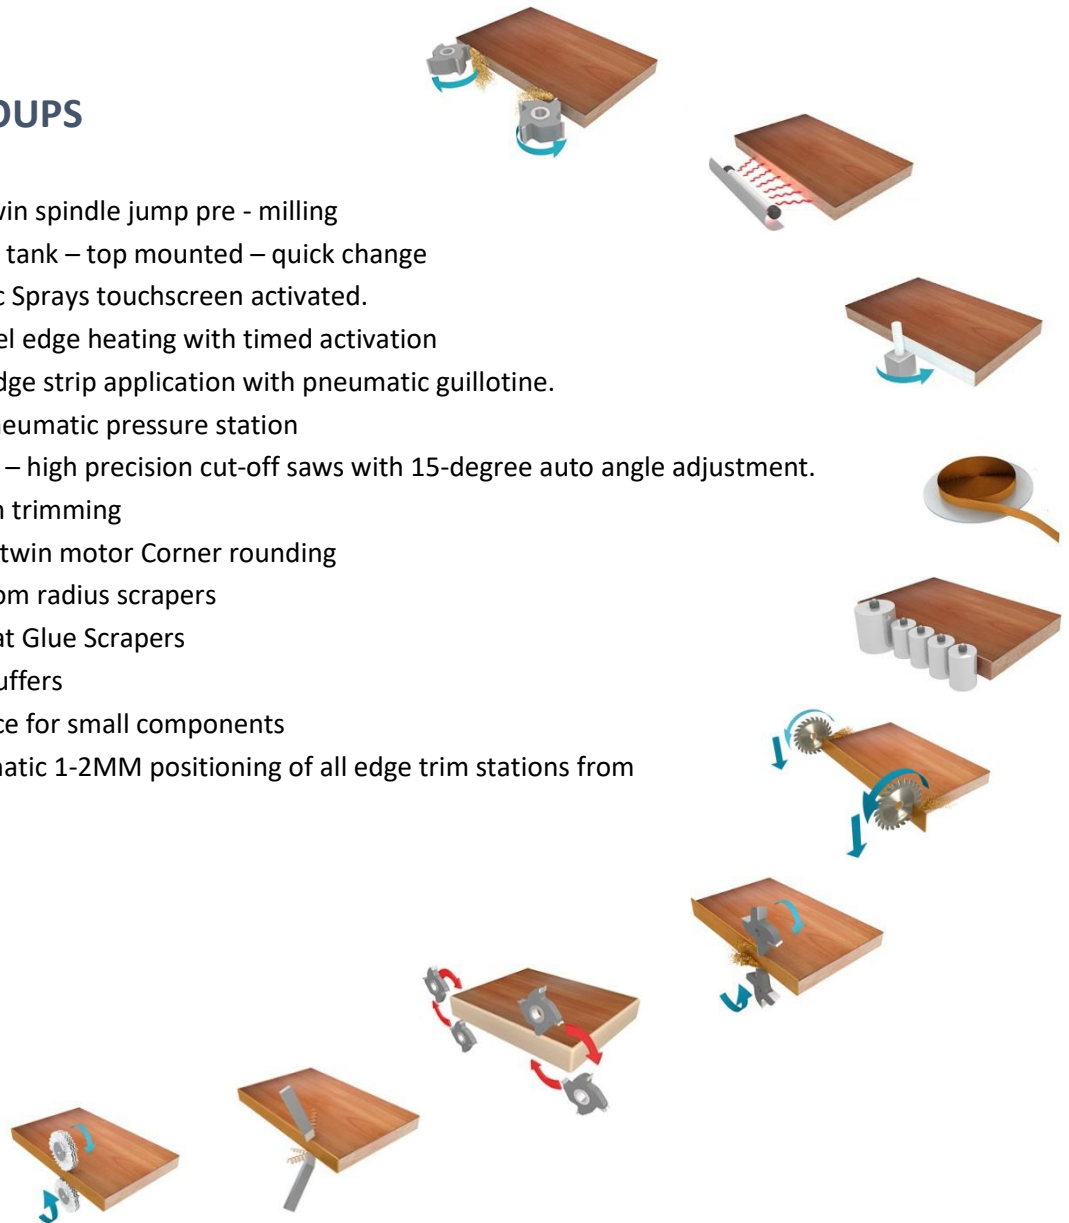 OUPS
win spindle jump pre - milling
tank – top mounted – quick change
c Sprays touchscreen activated.
el edge heating with timed activation
dge strip application with pneumatic guillotine.
neumatic pressure station
– high precision cut-off saws with 15-degree auto angle adjustment.
n trimming
twin motor Corner rounding
om radius scrapers
at Glue Scrapers
uffers
ce for small components
natic 1-2MM positioning of all edge trim stations from